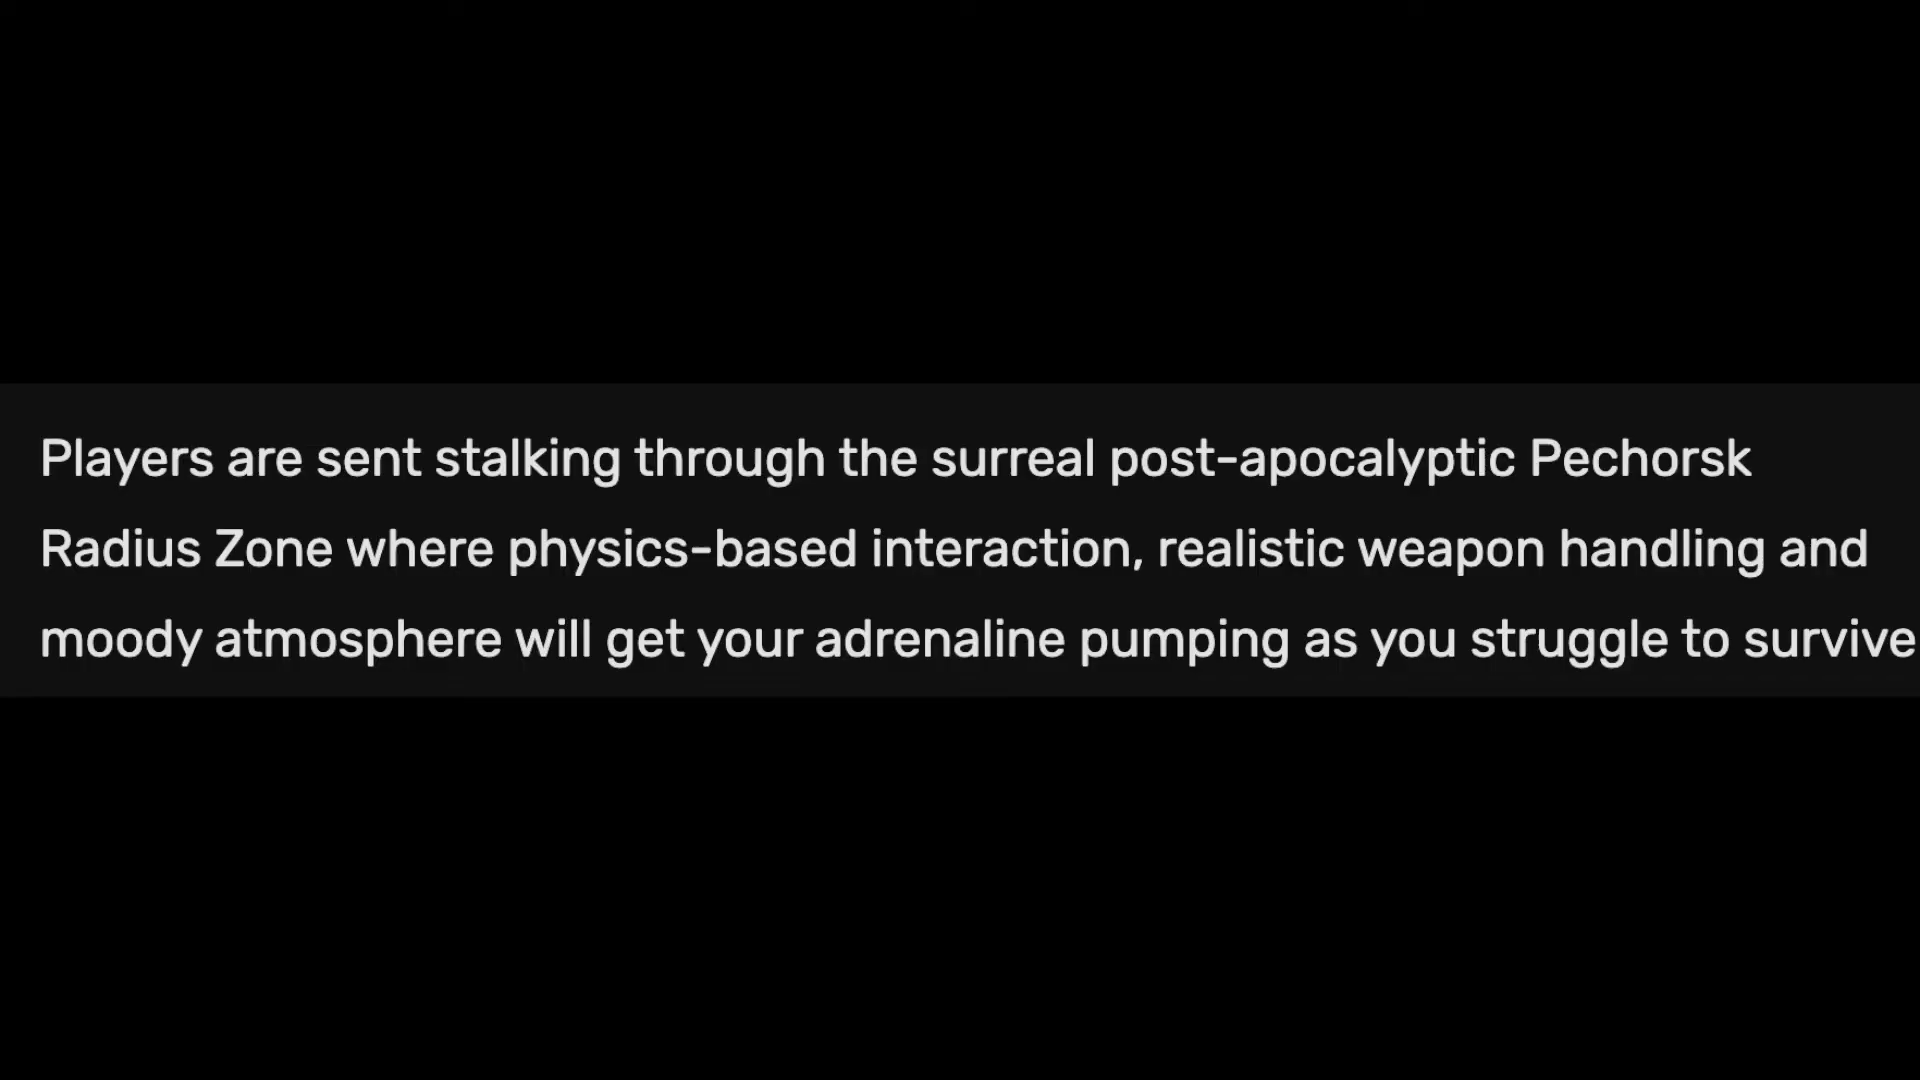 Players are sent stalking through the surreal post-apocalyptic Pechorsk
Radius Zone where physics-based interaction, realistic weapon handling and
moody atmosphere will get your adrenaline pumping as you struggle to survive